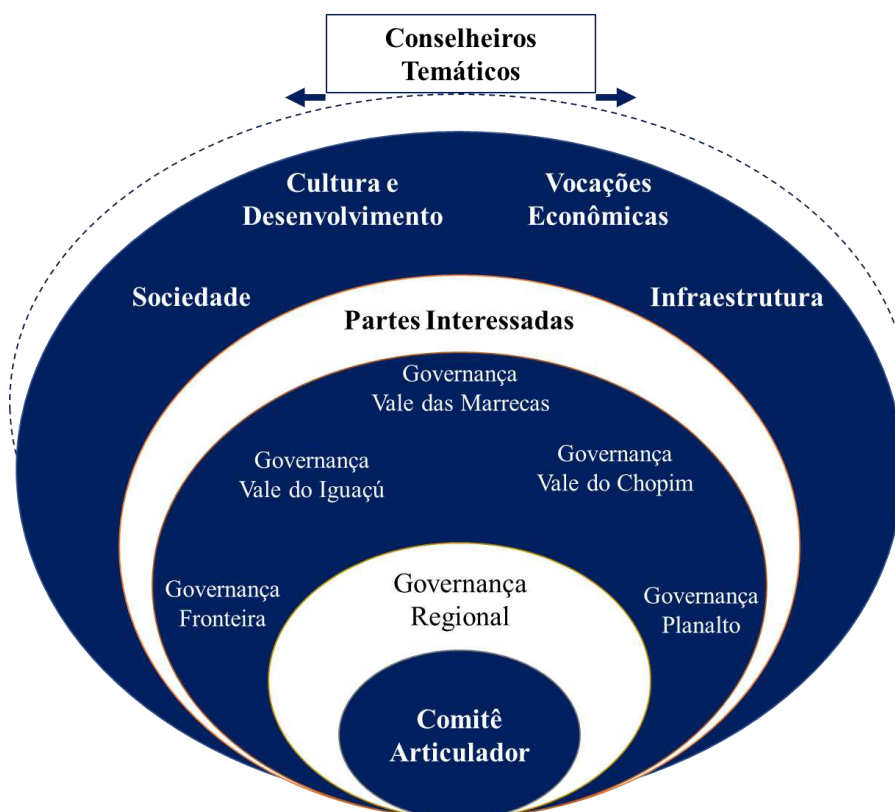 Conselheiros
Temáticos
Cultura e
Desenvolvimento
Vocações
Econômicas
Sociedade
Infraestrutura
Partes Interessadas
Governança
Vale das Marrecas
Governança
Vale do Iguaçú
Governança
Vale do Chopim
Governança
Fronteira
Governança
Regional
Governança
Planalto
Comitê
Articulador